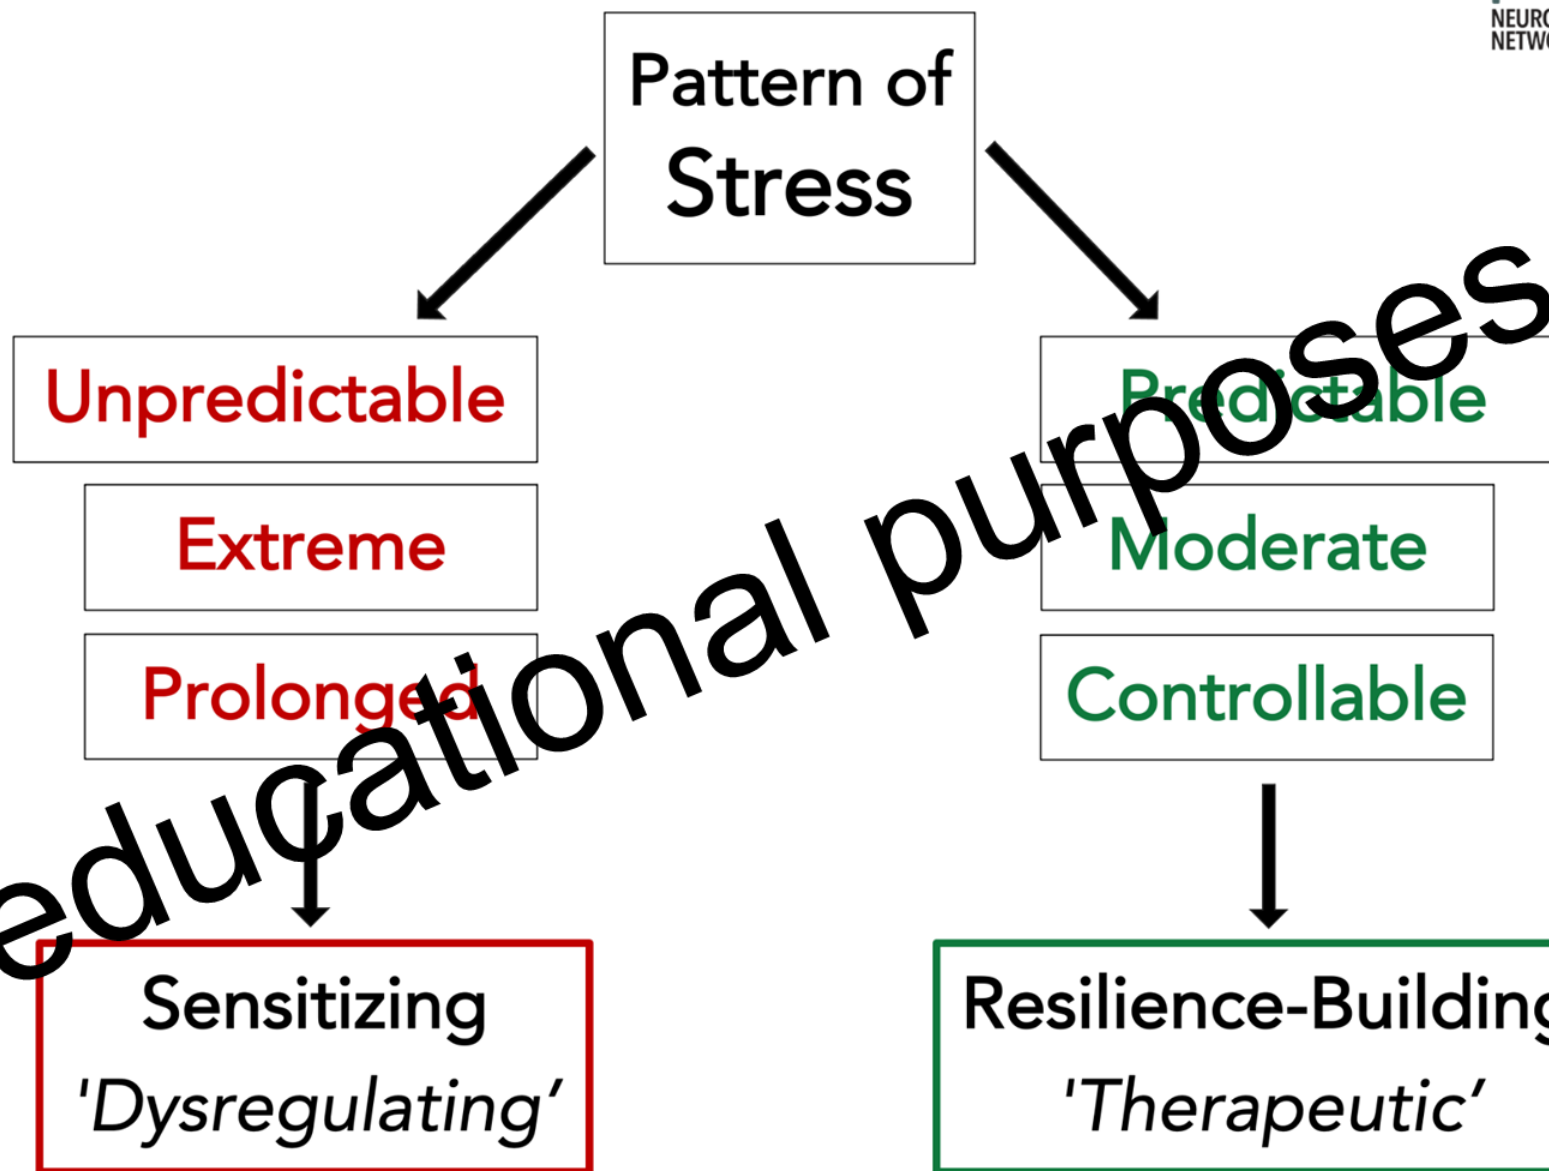 Pattern of
Stress
Unpredictable
Extreme
Prolonged
Sensitizing
'Dysregulating’
Predictable
Moderate
Controllable
Resilience-Building
'Therapeutic’
educational purposes